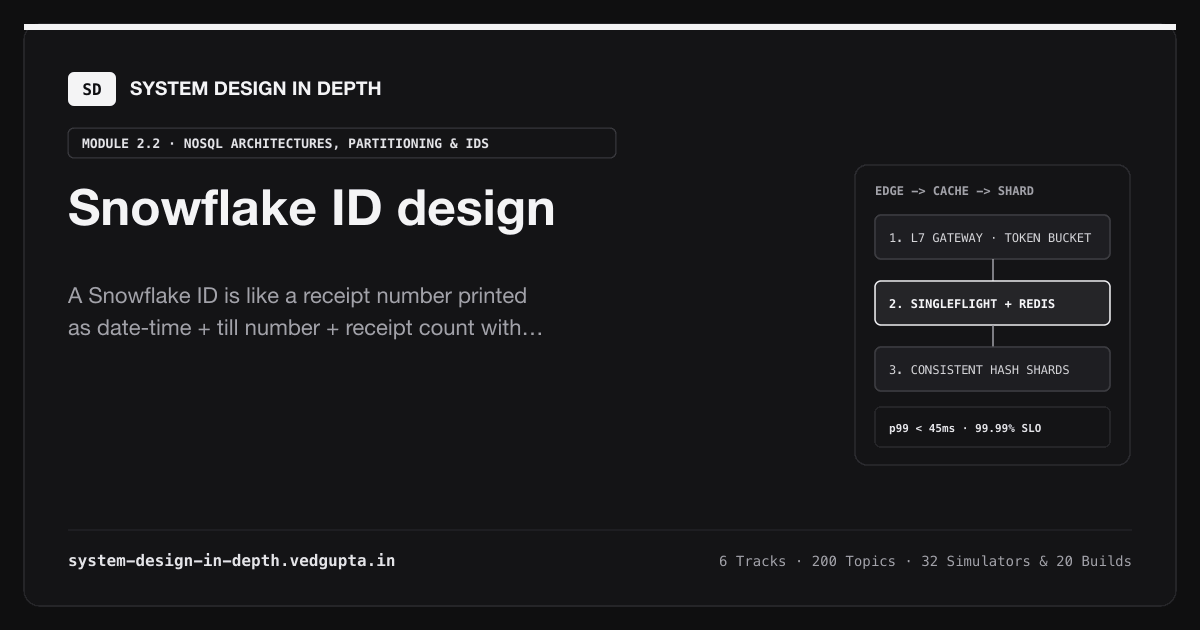 SD SYSTEM DESIGN IN DEPTH
MODULE 2.2 · NOSQL ARCHITECTURES, PARTITIONING & IDS
Snowflake ID design
A Snowflake ID is like a receipt number printed
as date-time + till number + receipt count with…
EDGE —> CACHE —> SHARD
1. L7 GATEWAY · TOKEN BUCKET
2. SINGLEFLIGHT + REDIS
3. CONSISTENT HASH SHARDS
p99 < 45ms · 99.99% SLO
system-design-in-depth.vedgupta.in
6 Tracks · 200 Topics · 32 Simulators & 20 Builds